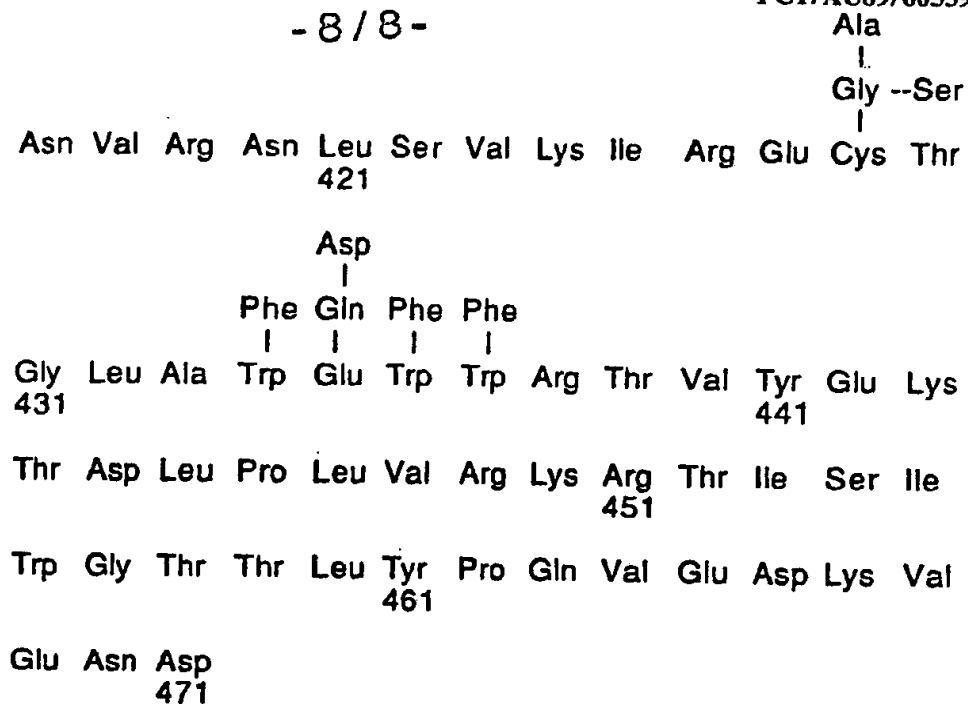 - 8 / 8 -
Ala
|
Gly --Ser
|
Asn Val Arg Asn Leu Ser Val Lys Ile Arg Glu Cys Thr
421
Asp
|
Phe Gln Phe Phe
| | | |
Gly Leu Ala Trp Glu Trp Trp Arg Thr Val Tyr Glu Lys
431 441
Thr Asp Leu Pro Leu Val Arg Lys Arg Thr Ile Ser Ile
451
Trp Gly Thr Thr Leu Tyr Pro Gln Val Glu Asp Lys Val
461
Glu Asn Asp
471